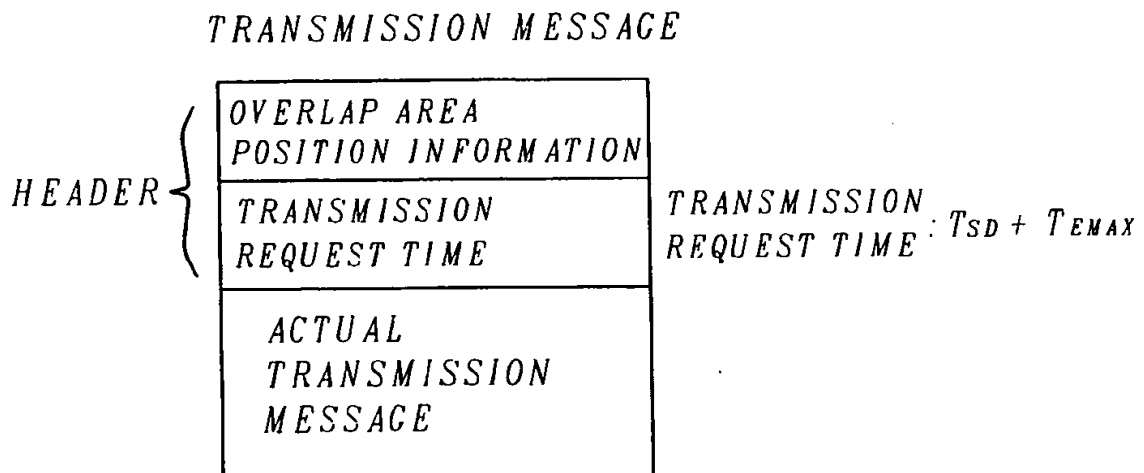 TRANSMISSION MESSAGE
OVERLAP AREA
POSITION INFORMATION
HEADER
TRANSMISSION
REQUEST TIME
TRANSMISSION
REQUEST TIME : TSD + TEMAX
ACTUAL
TRANSMISSION
MESSAGE